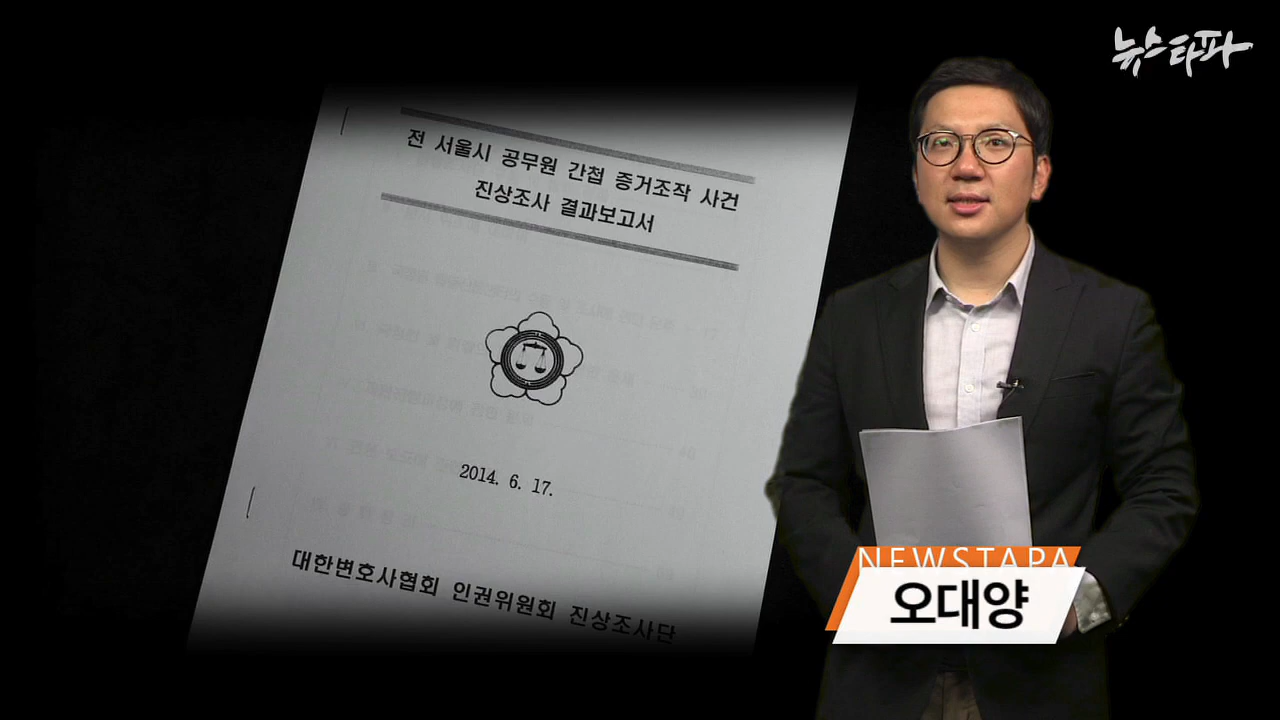 뉴스타파
전 서울시 공무원 간첩 증거조작 사건
진상조사 결과보고서
2014. 6. 17.
대한변호사협회 인권위원회 진상조사단
NEWSTAPA
오대양